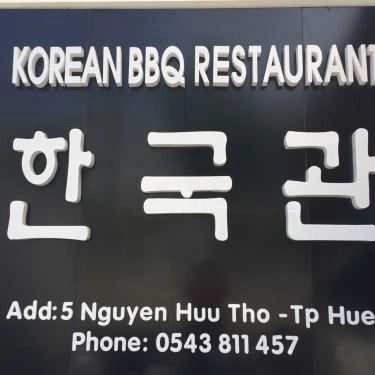 KOREAN BBQ RESTAURANT
한국관
Add: 5 Nguyen Huu Tho - Tp Hue
Phone: 0543 811 457